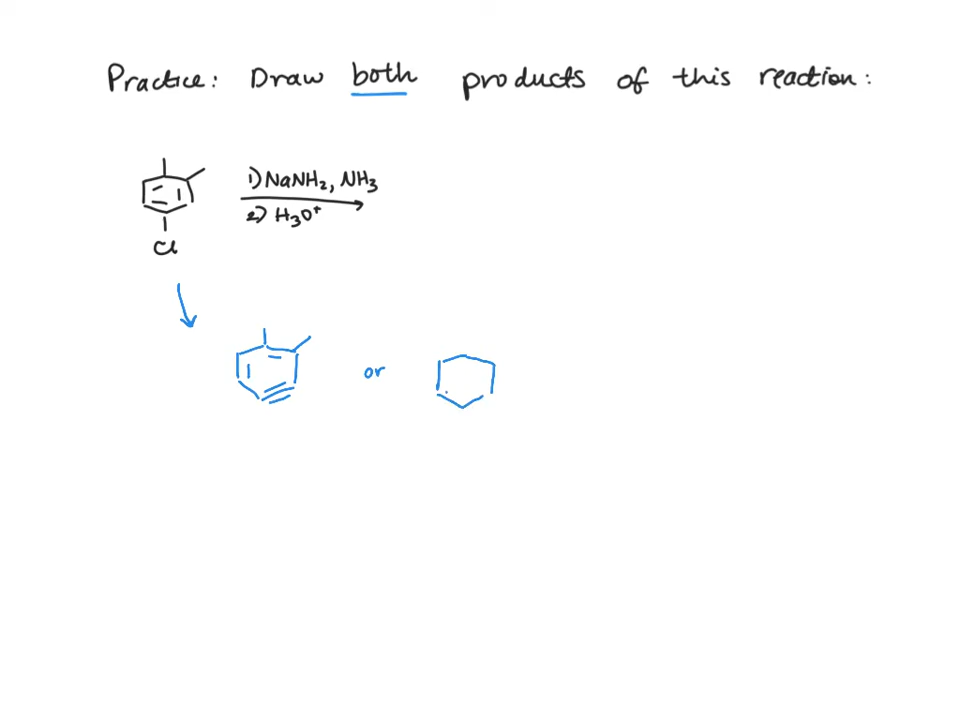 Practice: Draw both products of this reaction:
1) NaNH₂, NH₃
2) H₃O⁺
Cl
or